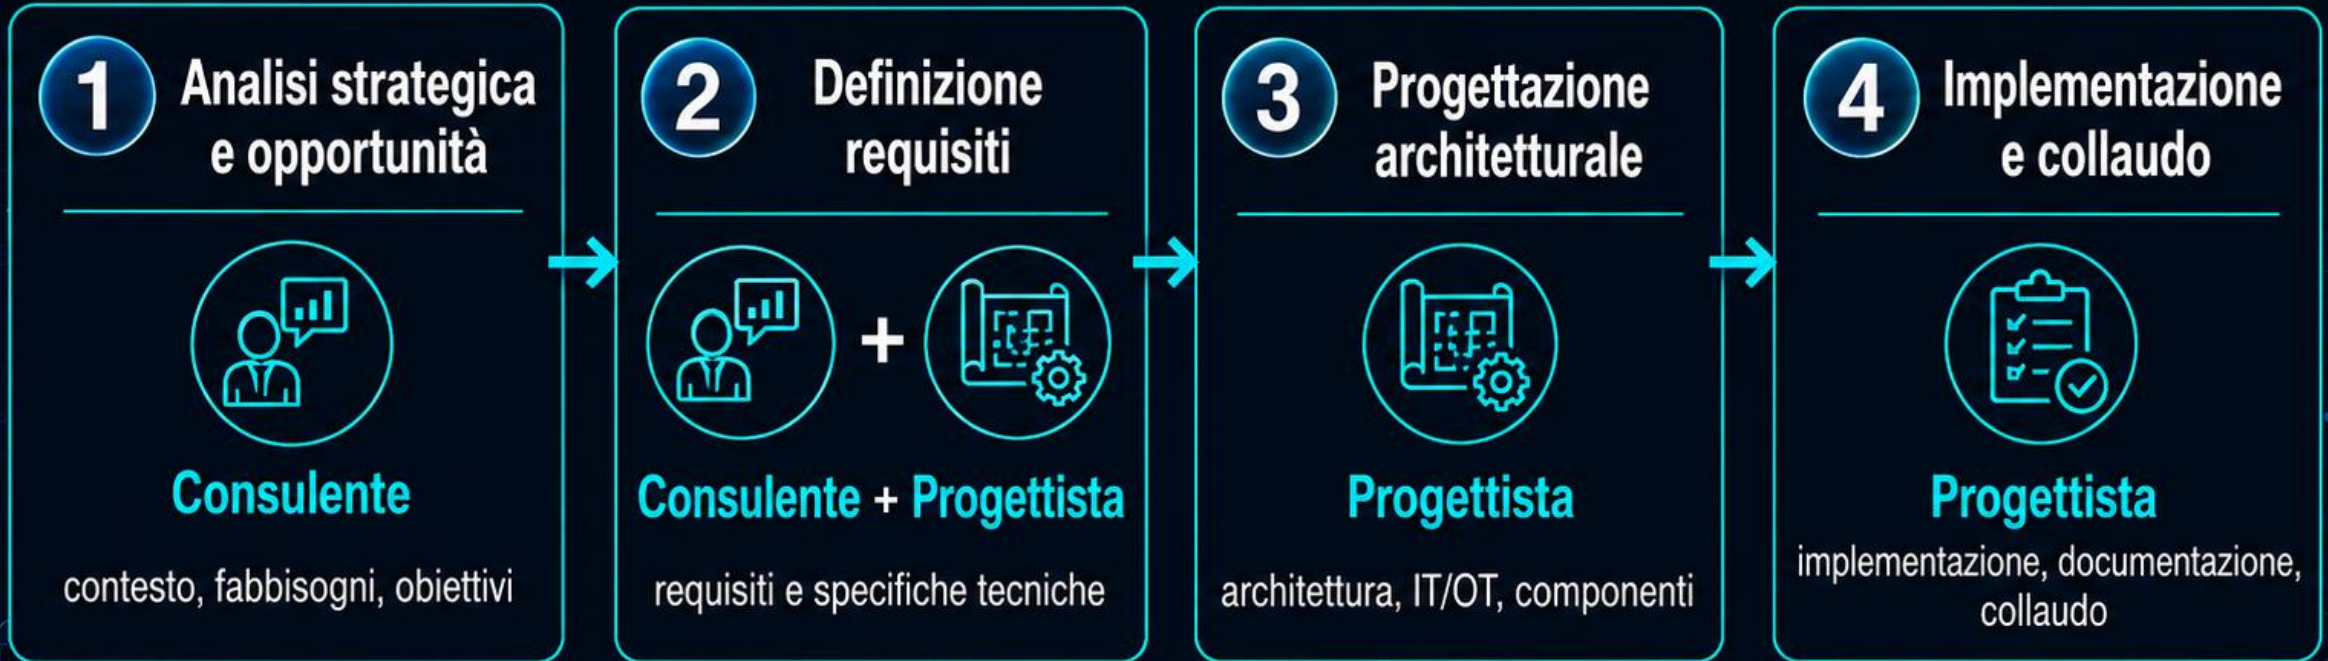 1
Analisi strategica
e opportunità
Consulente
contesto, fabbisogni, obiettivi
2
Definizione
requisiti
+
Consulente + Progettista
requisiti e specifiche tecniche
3
Progettazione
architetturale
Progettista
architettura, IT/OT, componenti
4
Implementazione
e collaudo
Progettista
implementazione, documentazione,
collaudo